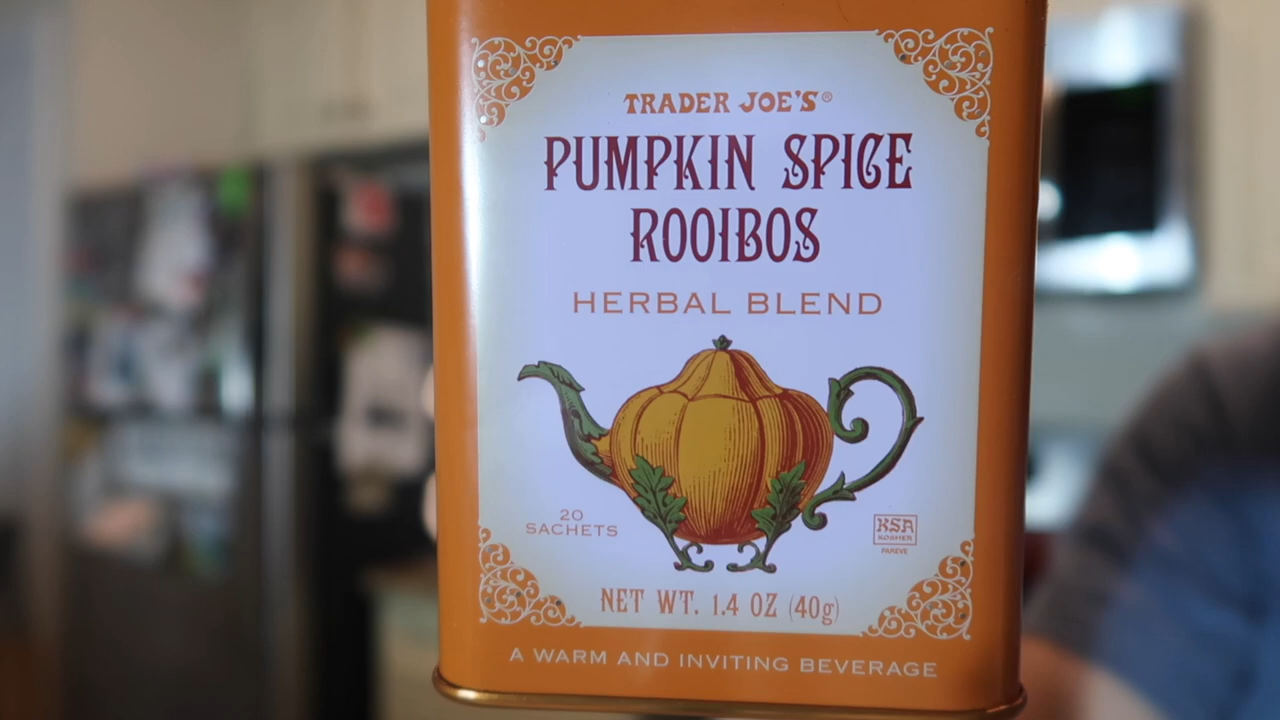 TRADER JOE'S®
PUMPKIN SPICE
ROOIBOS
HERBAL BLEND
20
SACHETS
KSA
KOSHER
PAREVE
NET WT. 1.4 OZ (40g)
A WARM AND INVITING BEVERAGE